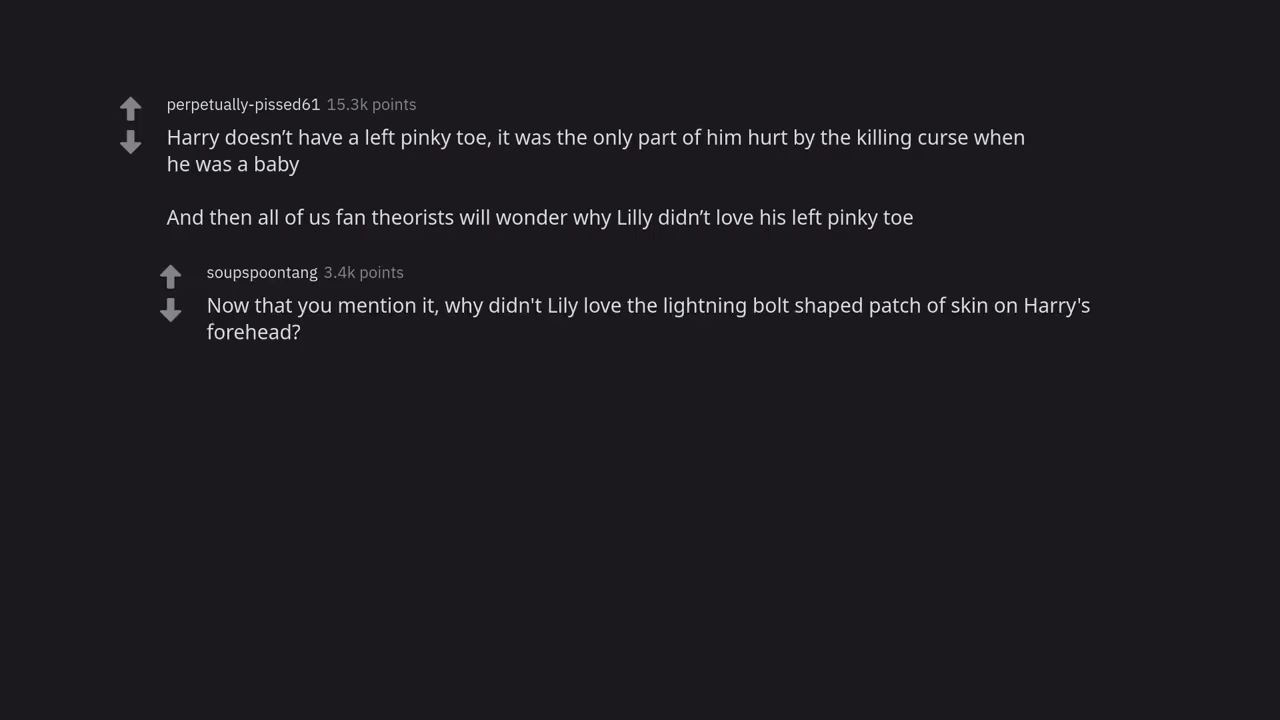 perpetually-pissed61 15.3k points
Harry doesn’t have a left pinky toe, it was the only part of him hurt by the killing curse when
he was a baby
And then all of us fan theorists will wonder why Lilly didn’t love his left pinky toe
soupspoontang 3.4k points
Now that you mention it, why didn't Lily love the lightning bolt shaped patch of skin on Harry's
forehead?